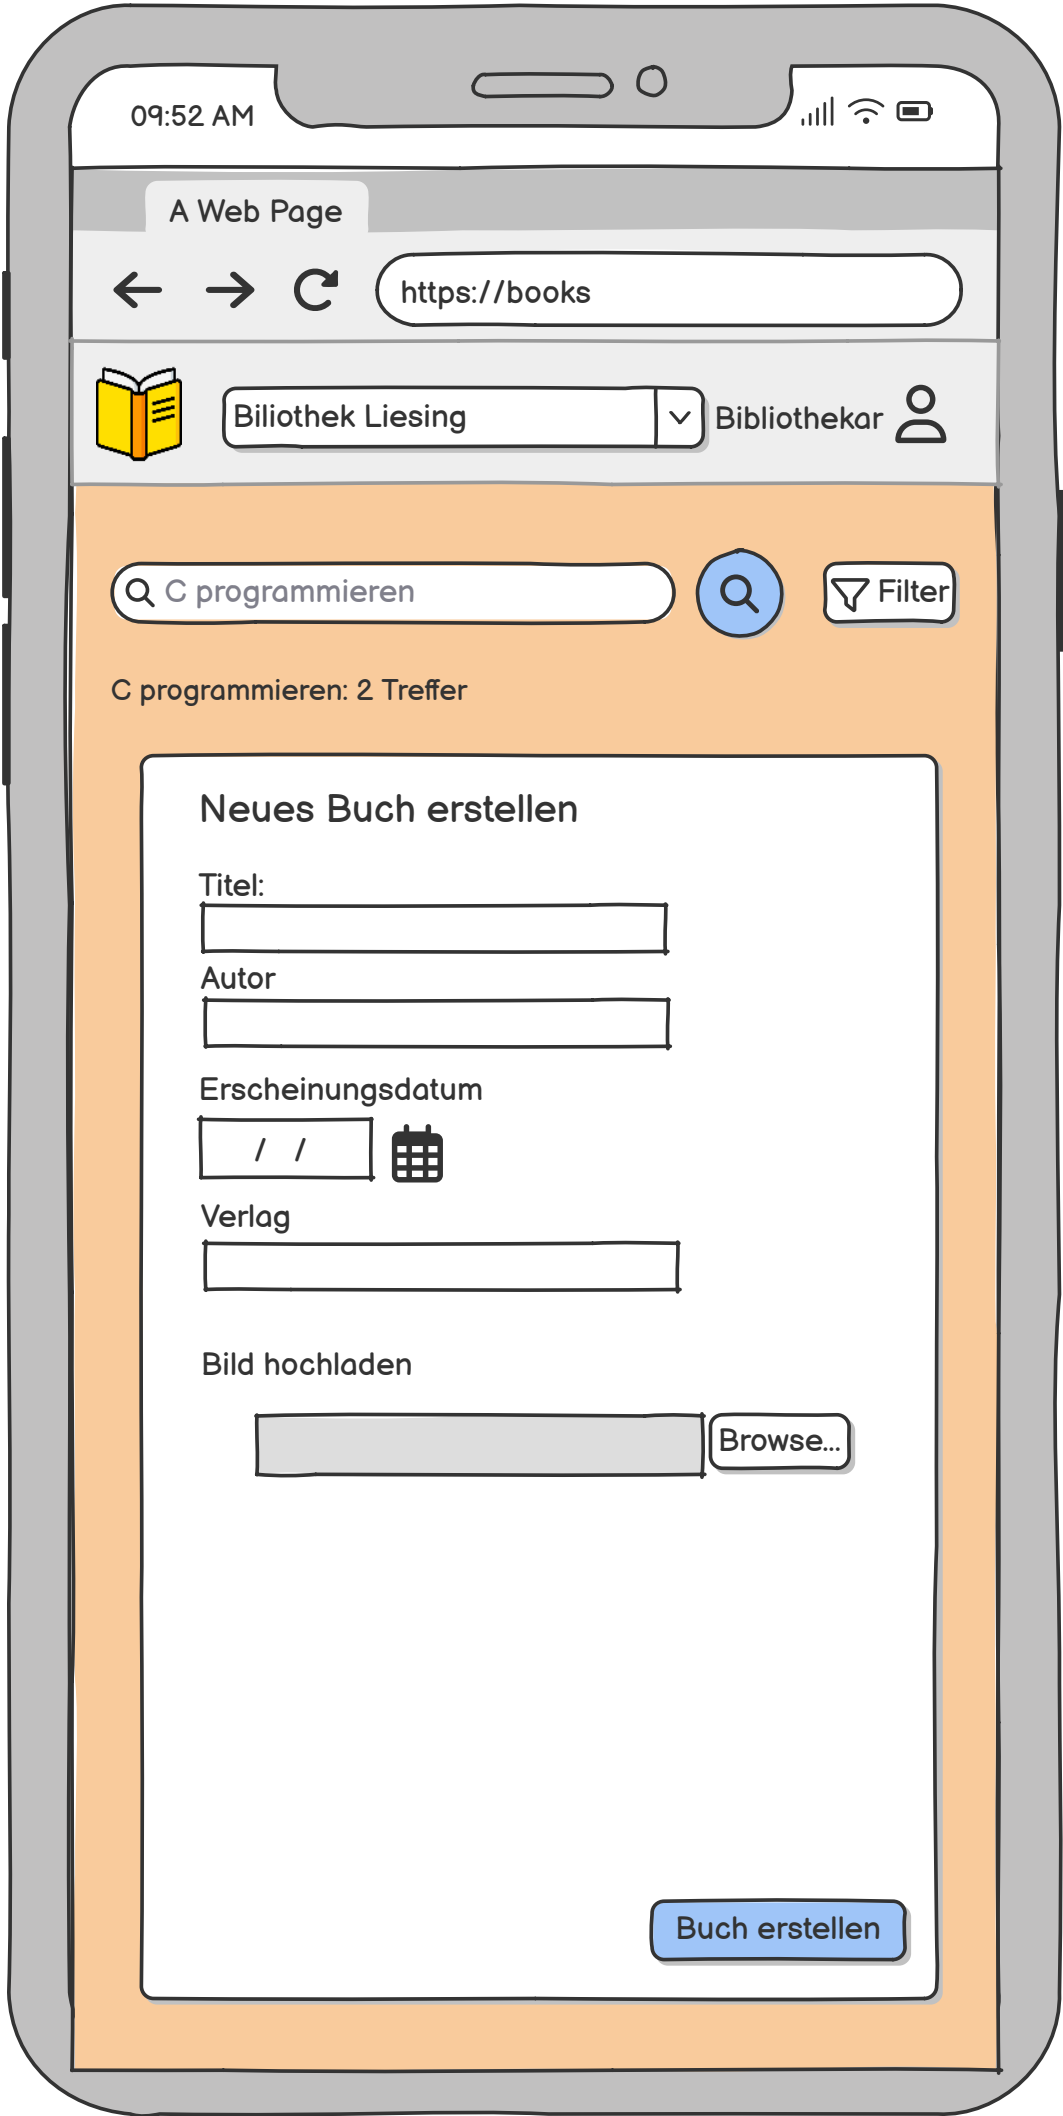 09:52 AM
A Web Page
https://books
Biliothek Liesing
Bibliothekar
C programmieren
Filter
C programmieren: 2 Treffer
Neues Buch erstellen
Titel:
Autor
Erscheinungsdatum
/ /
Verlag
Bild hochladen
Browse...
Buch erstellen